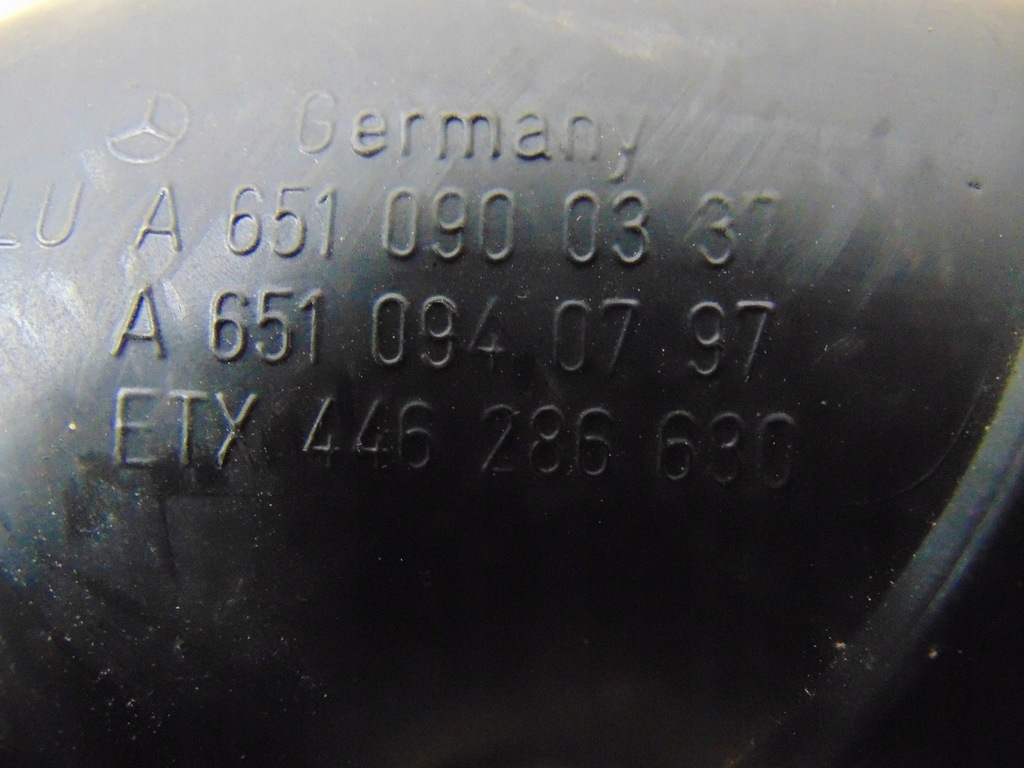 Germany
LU A 651 090 03 37
A 651 094 07 97
ETX 446 286 630